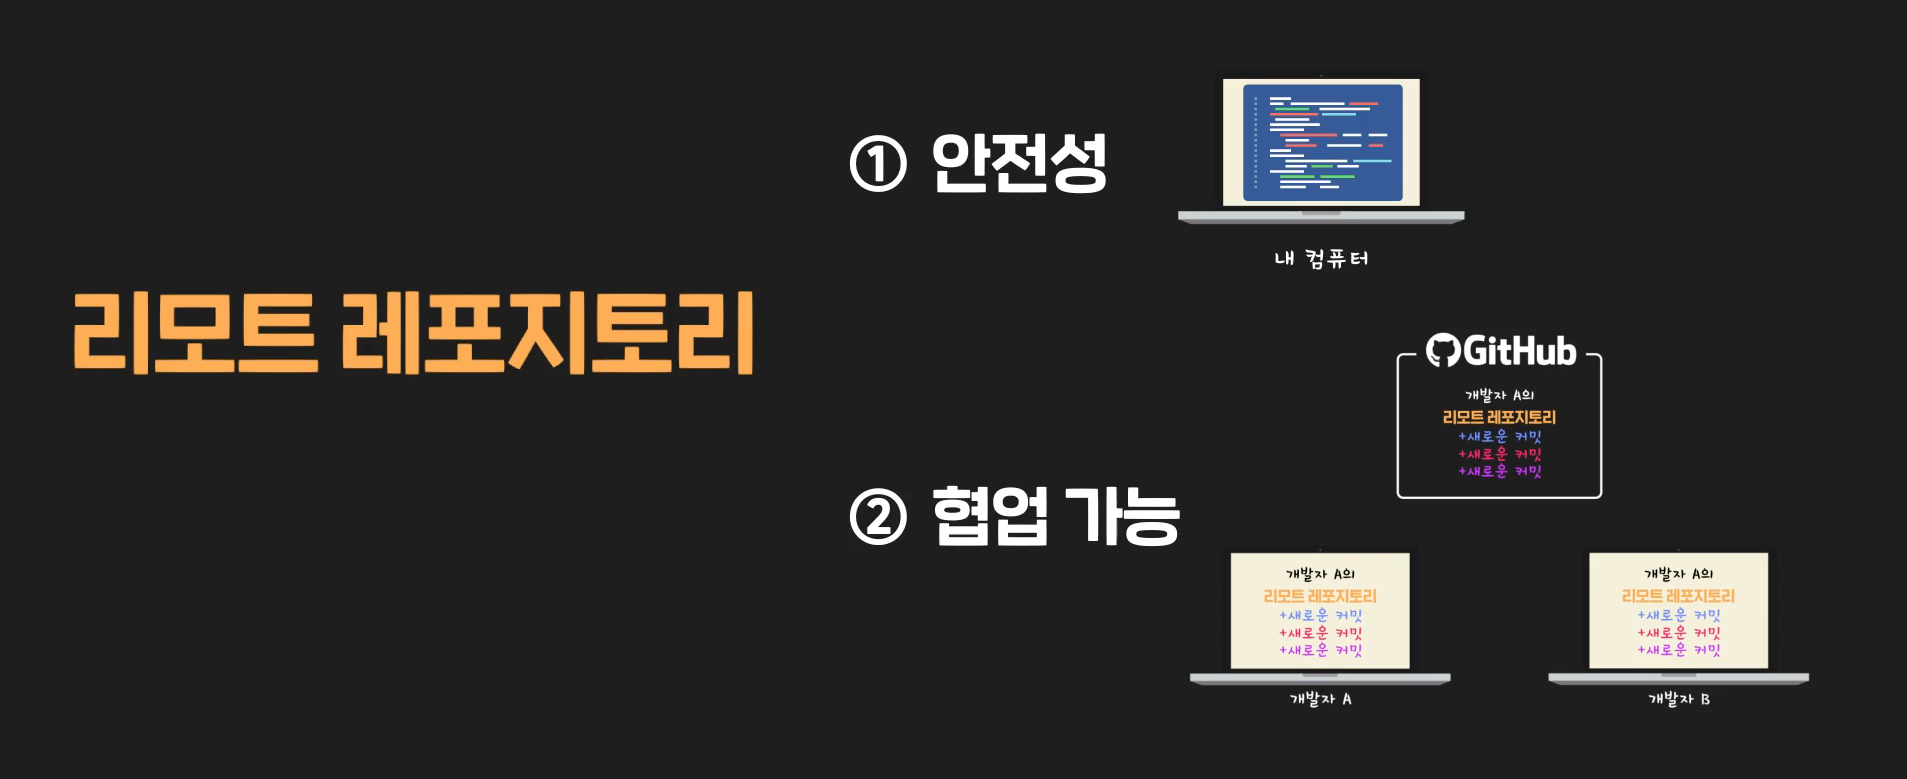 리모트 레포지토리
① 안전성
내 컴퓨터
② 협업 가능
GitHub
개발자 A의
리모트 레포지토리
+새로운 커밋
+새로운 커밋
+새로운 커밋
개발자 A의
리모트 레포지토리
+새로운 커밋
+새로운 커밋
+새로운 커밋
개발자 A
개발자 A의
리모트 레포지토리
+새로운 커밋
+새로운 커밋
+새로운 커밋
개발자 B